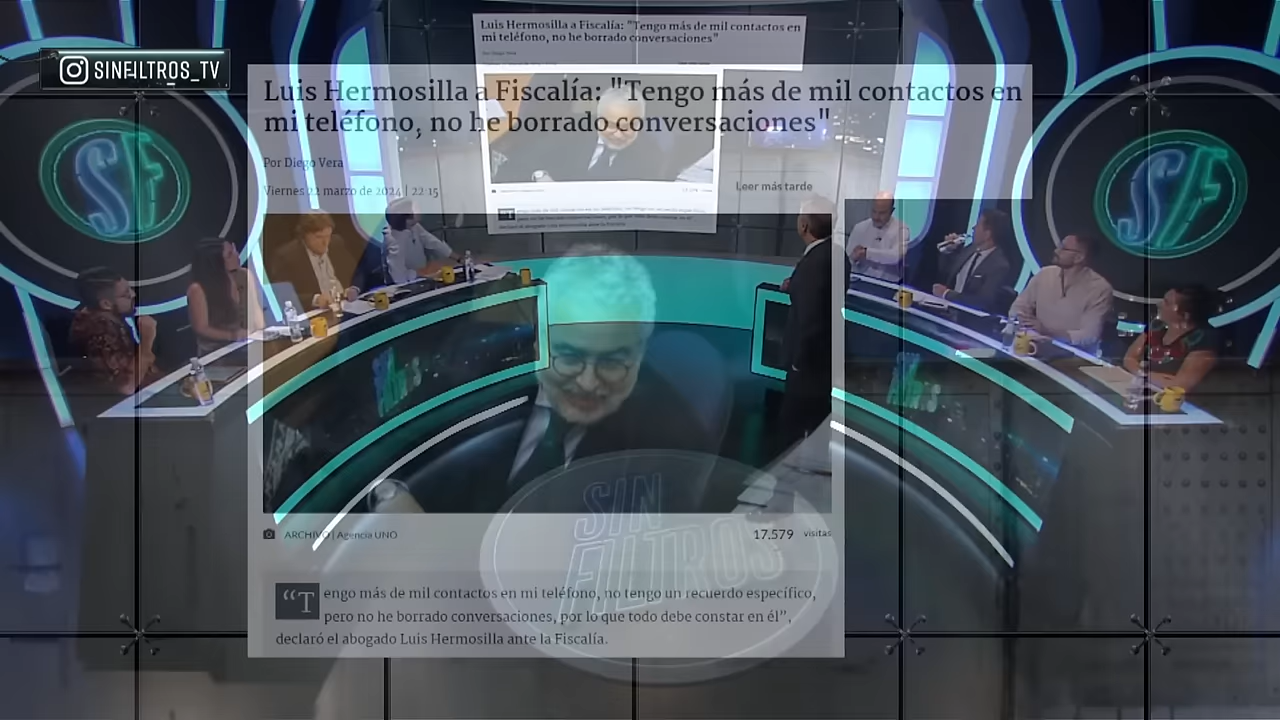 SINFILTROS_TV
Luis Hermosilla a Fiscalía: "Tengo más de mil contactos en
mi teléfono, no he borrado conversaciones"
Luis Hermosilla a Fiscalía: "Tengo más de mil contactos en
mi teléfono, no he borrado conversaciones"
Por Diego Vera
Viernes 22 marzo de 2024 | 22:15
Leer más tarde
SF
SF
SIN
FILTROS
ARCHIVO | Agencia UNO
17.579 visitas
“Tengo más de mil contactos en mi teléfono, no tengo un recuerdo específico,
pero no he borrado conversaciones, por lo que todo debe constar en él”,
declaró el abogado Luis Hermosilla ante la Fiscalía.